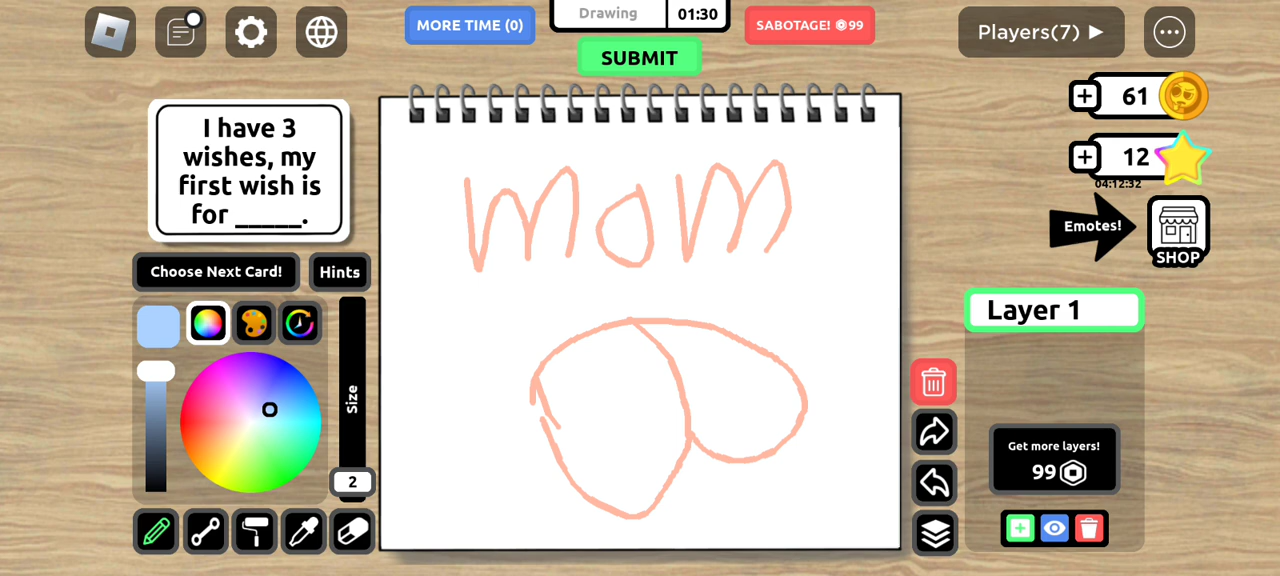 MORE TIME (0)
Drawing
01:30
SABOTAGE! 99
SUBMIT
Players(7) ▶
61
12
04:12:32
Emotes!
SHOP
I have 3
wishes, my
first wish is
for _____.
Choose Next Card!
Hints
Size
2
mom
Layer 1
Get more layers!
99